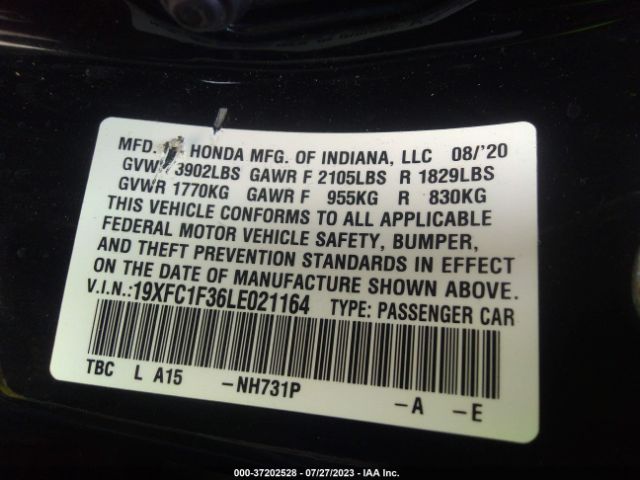 MFD. HONDA MFG. OF INDIANA, LLC 08/'20
GVWR 3902LBS GAWR F 2105LBS R 1829LBS
GVWR 1770KG GAWR F 955KG R 830KG
THIS VEHICLE CONFORMS TO ALL APPLICABLE
FEDERAL MOTOR VEHICLE SAFETY, BUMPER,
AND THEFT PREVENTION STANDARDS IN EFFECT
ON THE DATE OF MANUFACTURE SHOWN ABOVE.
V.I.N.:19XFC1F36LE021164 TYPE: PASSENGER CAR
TBC L A15 -NH731P -A -E
000-37202528 - 07/27/2023 - IAA Inc.